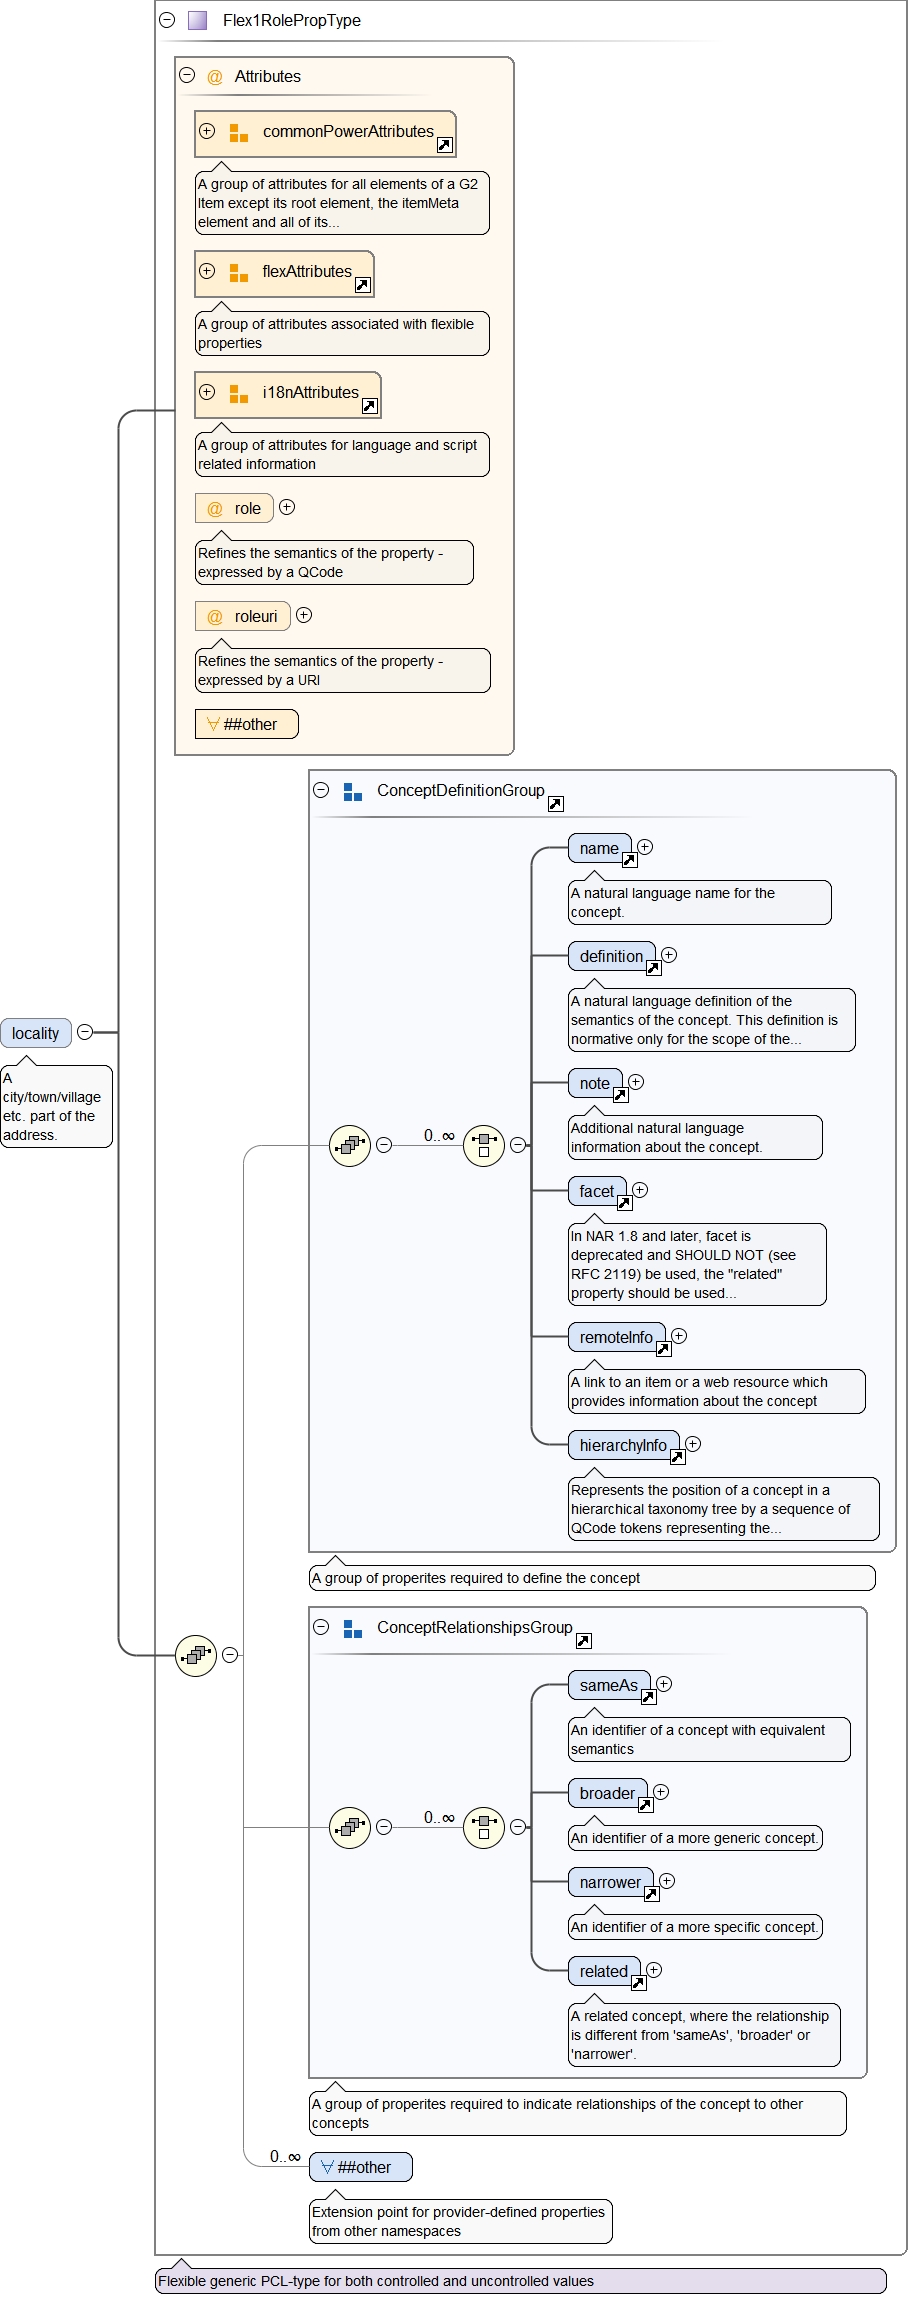 Flex1RolePropType
@ Attributes
commonPowerAttributes
A group of attributes for all elements of a G2
Item except its root element, the itemMeta
element and all of its...
flexAttributes
A group of attributes associated with flexible
properties
i18nAttributes
A group of attributes for language and script
related information
@ role
Refines the semantics of the property -
expressed by a QCode
@ roleuri
Refines the semantics of the property -
expressed by a URI
##other
ConceptDefinitionGroup
name
A natural language name for the
concept.
definition
A natural language definition of the
semantics of the concept. This definition is
normative only for the scope of the...
locality
A
city/town/village
etc. part of the
address.
note
Additional natural language
information about the concept.
0..∞
facet
In NAR 1.8 and later, facet is
deprecated and SHOULD NOT (see
RFC 2119) be used, the "related"
property should be used...
remoteInfo
A link to an item or a web resource which
provides information about the concept
hierarchyInfo
Represents the position of a concept in a
hierarchical taxonomy tree by a sequence of
QCode tokens representing the...
A group of properites required to define the concept
ConceptRelationshipsGroup
sameAs
An identifier of a concept with equivalent
semantics
broader
0..∞
An identifier of a more generic concept.
narrower
An identifier of a more specific concept.
related
A related concept, where the relationship
is different from 'sameAs', 'broader' or
'narrower'.
A group of properites required to indicate relationships of the concept to other
concepts
0..∞
##other
Extension point for provider-defined properties
from other namespaces
Flexible generic PCL-type for both controlled and uncontrolled values